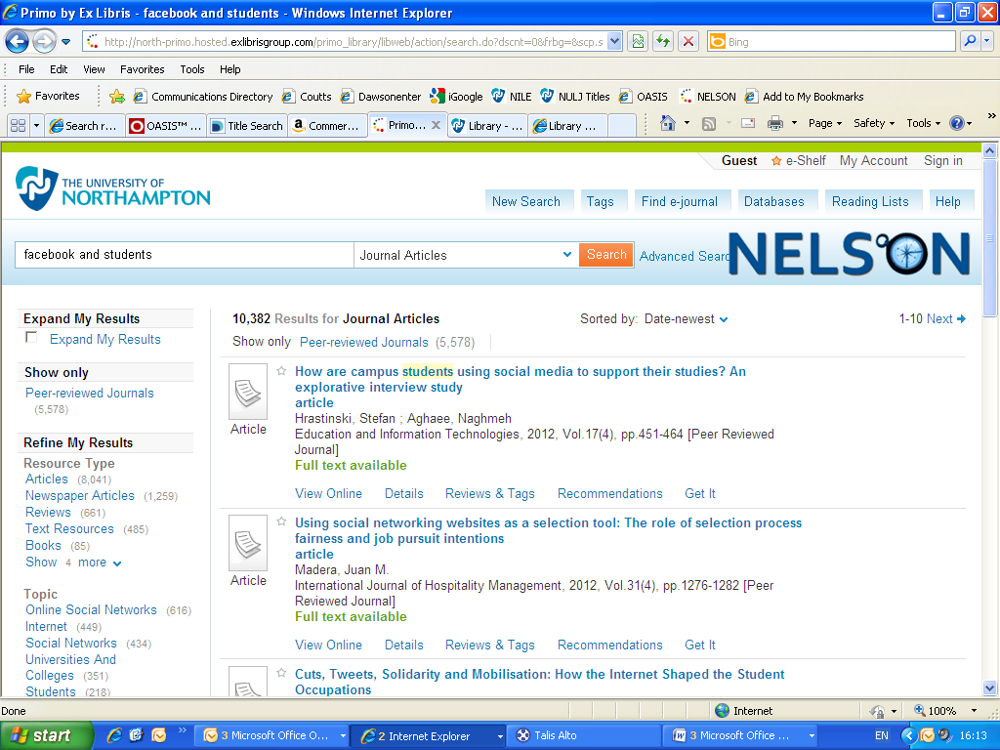 Primo by Ex Libris - facebook and students - Windows Internet Explorer
http://north-primo.hosted.exlibrisgroup.com/primo_library/libweb/action/search.do?dscnt=0&frbg=&scp.s
Bing
File Edit View Favorites Tools Help
Favorites Communications Directory Coutts Dawsonenter iGoogle NILE NULJ Titles OASIS NELSON Add to My Bookmarks
Search r... OASIS™ ... Title Search Commer... Primo... Library - ... Library ... Page Safety Tools
Guest e-Shelf My Account Sign in
THE UNIVERSITY OF
NORTHAMPTON
New Search Tags Find e-journal Databases Reading Lists Help
facebook and students Journal Articles Search Advanced Searc NELSON
Expand My Results
Expand My Results
Show only
Peer-reviewed Journals
(5,578)
Refine My Results
Resource Type
Articles (8,041)
Newspaper Articles (1,259)
Reviews (661)
Text Resources (485)
Books (85)
Show 4 more
Topic
Online Social Networks (616)
Internet (449)
Social Networks (434)
Universities And
Colleges (351)
Students (218)
10,382 Results for Journal Articles Sorted by: Date-newest 1-10 Next
Show only Peer-reviewed Journals (5,578)
Article
How are campus students using social media to support their studies? An
explorative interview study
article
Hrastinski, Stefan ; Aghaee, Naghmeh
Education and Information Technologies, 2012, Vol.17(4), pp.451-464 [Peer Reviewed
Journal]
Full text available
View Online Details Reviews & Tags Recommendations Get It
Article
Using social networking websites as a selection tool: The role of selection process
fairness and job pursuit intentions
article
Madera, Juan M.
International Journal of Hospitality Management, 2012, Vol.31(4), pp.1276-1282 [Peer
Reviewed Journal]
Full text available
View Online Details Reviews & Tags Recommendations Get It
Cuts, Tweets, Solidarity and Mobilisation: How the Internet Shaped the Student
Occupations
Done Internet 100%
start 3 Microsoft Office O... 2 Internet Explorer Talis Alto 3 Microsoft Office ... EN 16:13